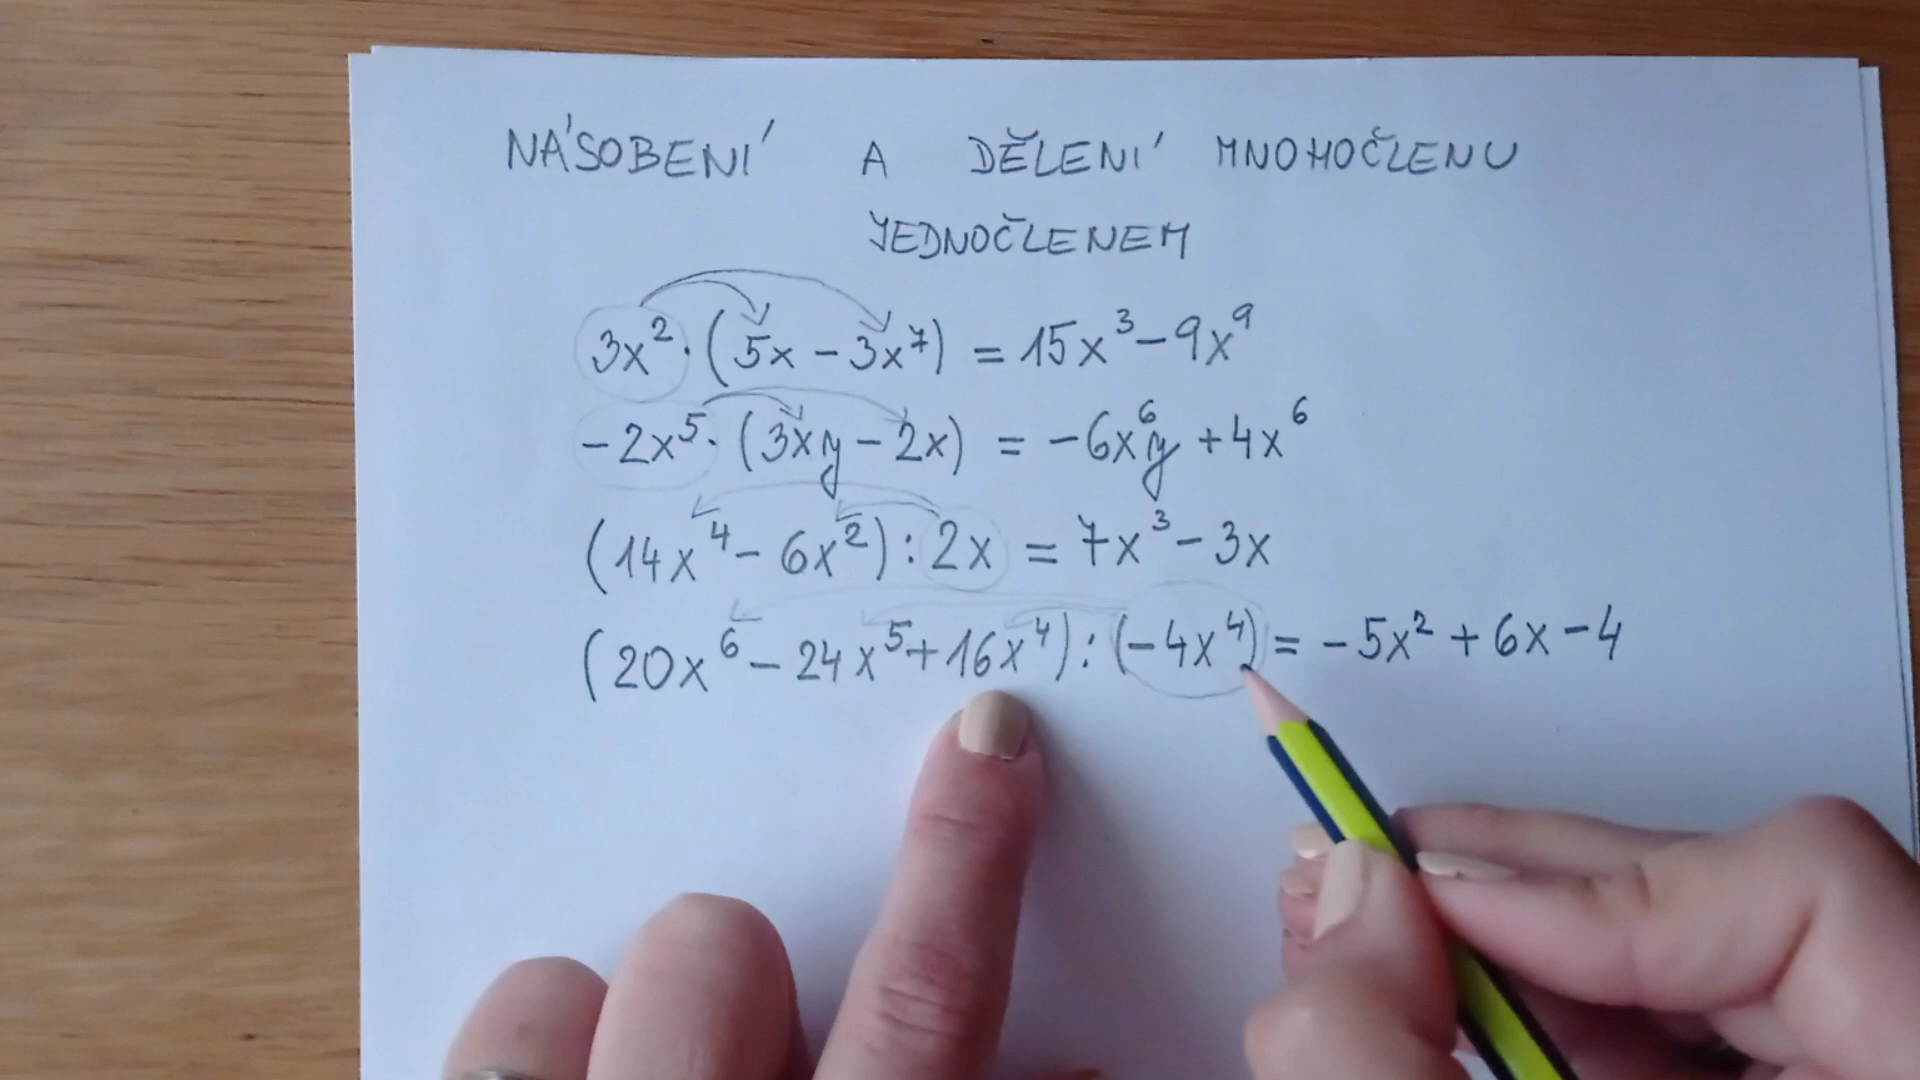 NÁSOBENÍ A DĚLENÍ MNOHOČLENU
JEDNOČLENEM
3x²·(5x − 3x⁷) = 15x³ − 9x⁹
−2x⁵·(3xy − 2x) = −6x⁶y + 4x⁶
(14x⁴ − 6x²) : 2x = 7x³ − 3x
(20x⁶ − 24x⁵ + 16x⁴) : (−4x⁴) = −5x² + 6x − 4